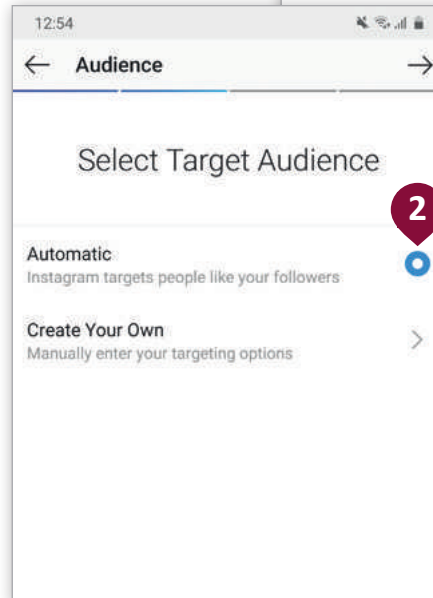 12:54
Audience
Select Target Audience
2
Automatic
Instagram targets people like your followers
Create Your Own
Manually enter your targeting options